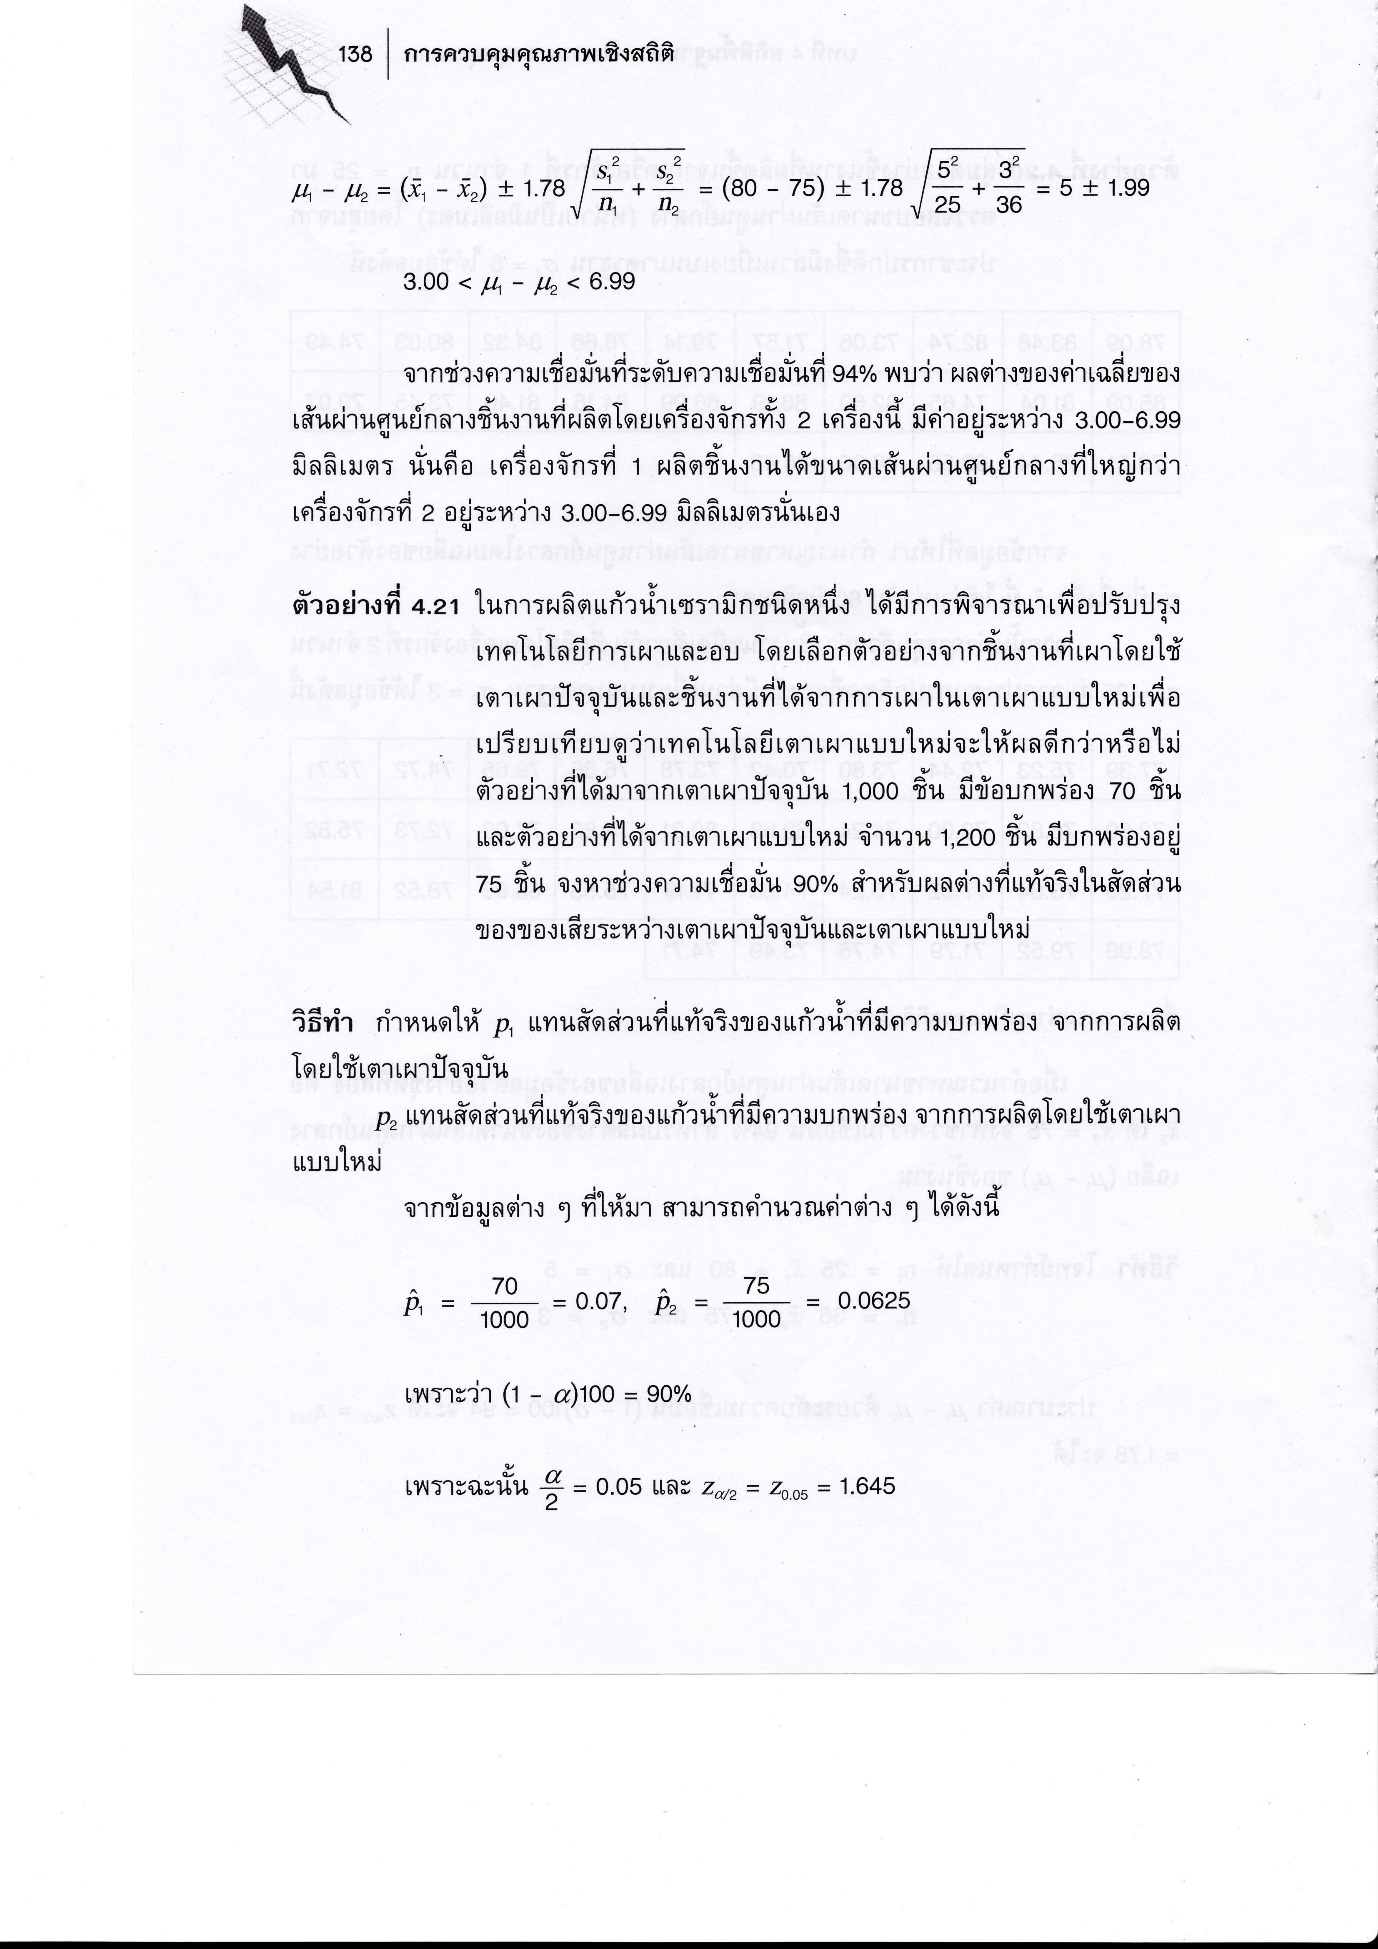 138 การควบคุมคุณภาพเชิงสถิติ
μ₁ - μ₂ = (x̄₁ - x̄₂) ± 1.78 √(s₁²/n₁ + s₂²/n₂) = (80 - 75) ± 1.78 √(5²/25 + 3²/36) = 5 ± 1.99
3.00 < μ₁ - μ₂ < 6.99
จากช่วงความเชื่อมั่นที่ระดับความเชื่อมั่นที่ 94% พบว่า ผลต่างของค่าเฉลี่ยของ
เส้นผ่านศูนย์กลางชิ้นงานที่ผลิตโดยเครื่องจักรทั้ง 2 เครื่องนี้ มีค่าอยู่ระหว่าง 3.00-6.99
มิลลิเมตร นั่นคือ เครื่องจักรที่ 1 ผลิตชิ้นงานได้ขนาดเส้นผ่านศูนย์กลางที่ใหญ่กว่า
เครื่องจักรที่ 2 อยู่ระหว่าง 3.00-6.99 มิลลิเมตรนั่นเอง
ตัวอย่างที่ 4.21 ในการผลิตแก้วน้ำเซรามิกชนิดหนึ่ง ได้มีการพิจารณาเพื่อปรับปรุง
เทคโนโลยีการเผาและอบ โดยเลือกตัวอย่างจากชิ้นงานที่เผาโดยใช้
เตาเผาปัจจุบันและชิ้นงานที่ได้จากการเผาในเตาเผาแบบใหม่เพื่อ
เปรียบเทียบดูว่าเทคโนโลยีเตาเผาแบบใหม่จะให้ผลดีกว่าหรือไม่
ตัวอย่างที่ได้มาจากเตาเผาปัจจุบัน 1,000 ชิ้น มีข้อบกพร่อง 70 ชิ้น
และตัวอย่างที่ได้จากเตาเผาแบบใหม่ จำนวน 1,200 ชิ้น มีบกพร่องอยู่
75 ชิ้น จงหาช่วงความเชื่อมั่น 90% สำหรับผลต่างที่แท้จริงในสัดส่วน
ของของเสียระหว่างเตาเผาปัจจุบันและเตาเผาแบบใหม่
วิธีทำ กำหนดให้ p₁ แทนสัดส่วนที่แท้จริงของแก้วน้ำที่มีความบกพร่อง จากการผลิต
โดยใช้เตาเผาปัจจุบัน
p₂ แทนสัดส่วนที่แท้จริงของแก้วน้ำที่มีความบกพร่อง จากการผลิตโดยใช้เตาเผา
แบบใหม่
จากข้อมูลต่าง ๆ ที่ให้มา สามารถคำนวณค่าต่าง ๆ ได้ดังนี้
p̂₁ = 70/1000 = 0.07, p̂₂ = 75/1000 = 0.0625
เพราะว่า (1 - α)100 = 90%
เพราะฉะนั้น α/2 = 0.05 และ z_α/2 = z_0.05 = 1.645